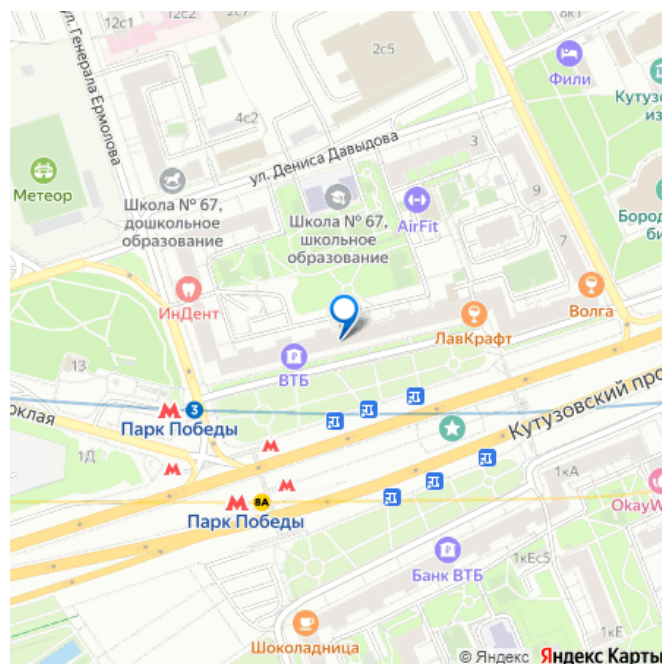 12с2
12с1
2с5
8к1
Фили
Кутузо
из
ул. Генерала Ермолова
4с2
ул. Дениса Давыдова
3
Метеор
Школа № 67,
дошкольное
образование
Школа № 67,
школьное
образование
AirFit
9
Бород
би
7
ИнДент
Волга
ЛавКрафт
ВТБ
13
3
Парк Победы
оклая
1Д
Кутузовский про
8А
Парк Победы
1кА
OkayW
Банк ВТБ
1кЕс5
Шоколадница
1кЕ
© Яндекс Яндекс Карты